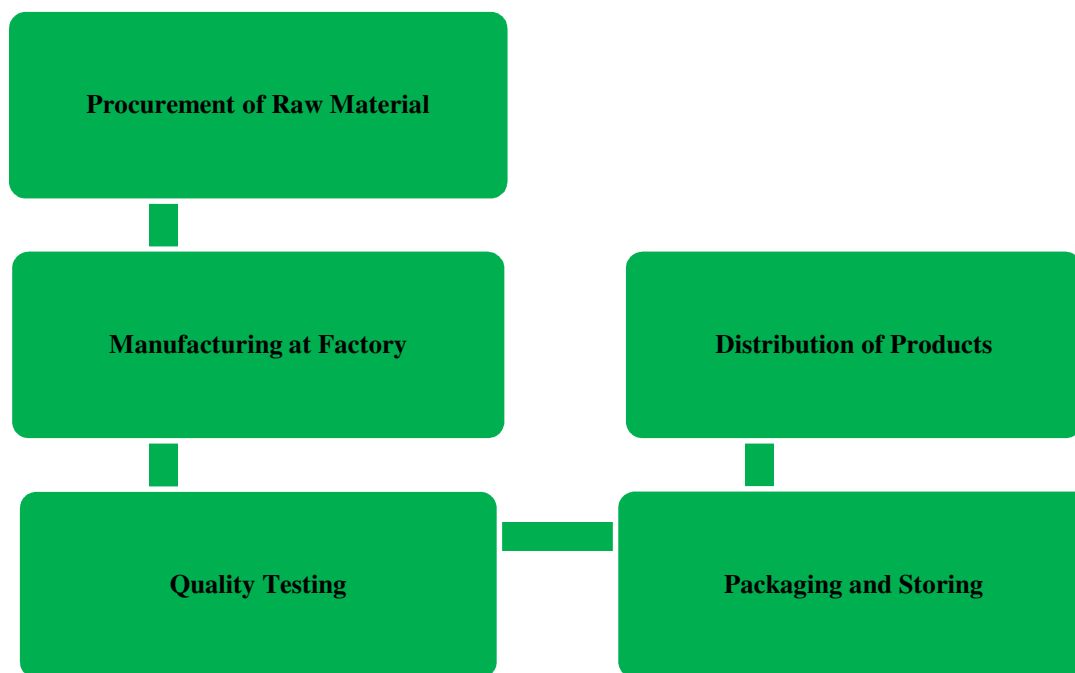 Procurement of Raw Material
Manufacturing at Factory
Quality Testing
Packaging and Storing
Distribution of Products